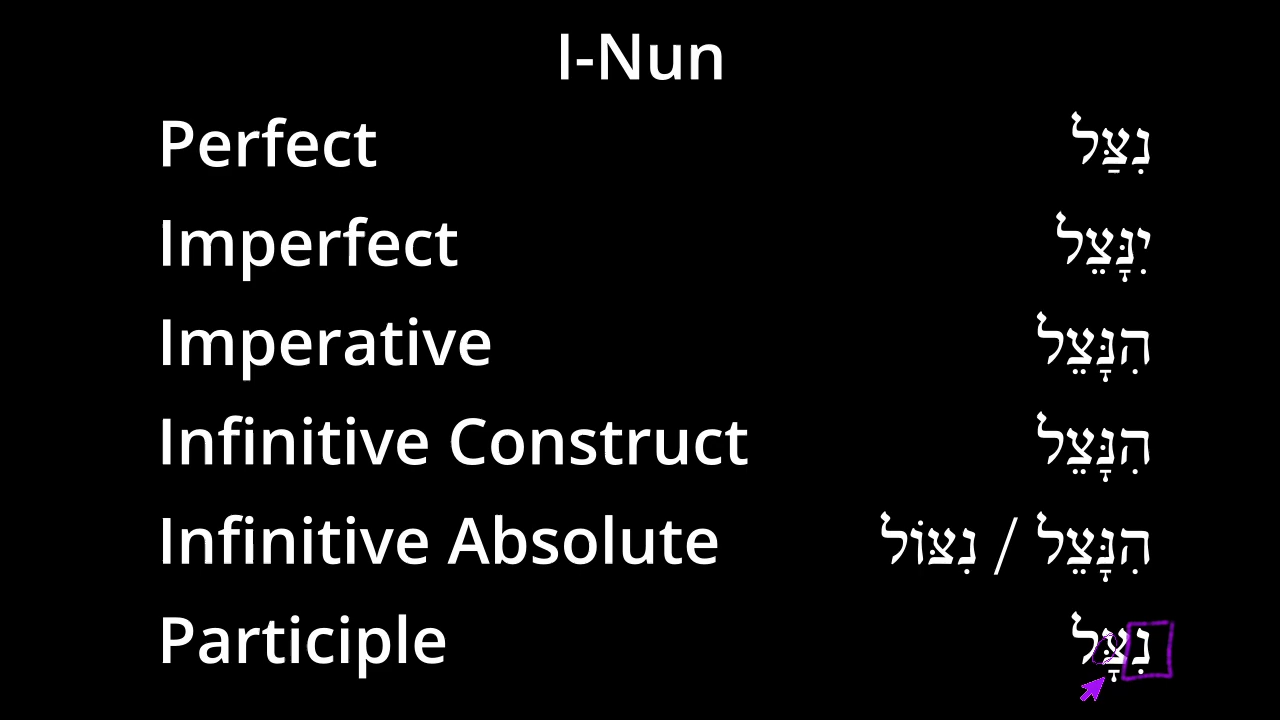 I-Nun
Perfect נִצַּל
Imperfect יִנָּצֵל
Imperative הִנָּצֵל
Infinitive Construct הִנָּצֵל
Infinitive Absolute הִנָּצֵל / נִצּוֹל
Participle נִצָּל